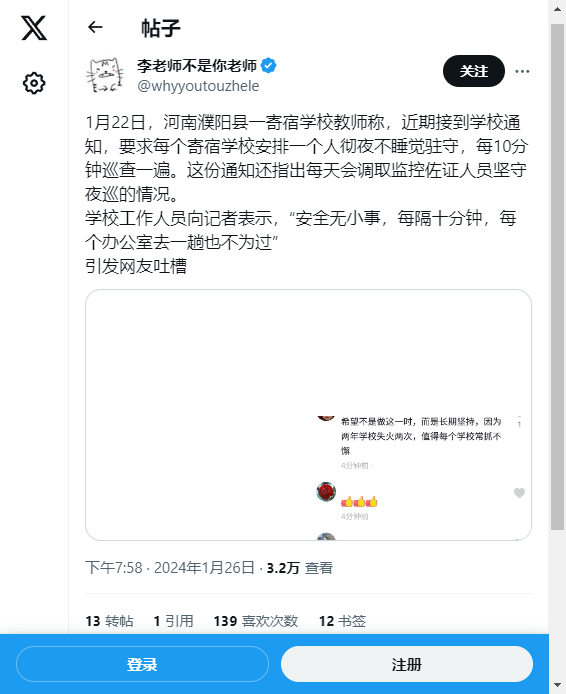 帖子
李老师不是你老师
关注
@whyyoutouzhele
1月22日，河南濮阳县一寄宿学校教师称，近期接到学校通
知，要求每个寄宿学校安排一个人彻夜不睡觉驻守，每10分
钟巡查一遍。这份通知还指出每天会调取监控佐证人员坚守
夜巡的情况。
学校工作人员向记者表示，“安全无小事，每隔十分钟，每
个办公室去一趟也不为过”
引发网友吐槽
希望不是做这一时，而是长期坚持，因为
两年学校失火两次，值得每个学校常抓不
懈
1
4分钟前
4分钟前
下午7:58 · 2024年1月26日 · 3.2万 查看
13 转帖 1 引用 139 喜欢次数 12 书签
登录
注册